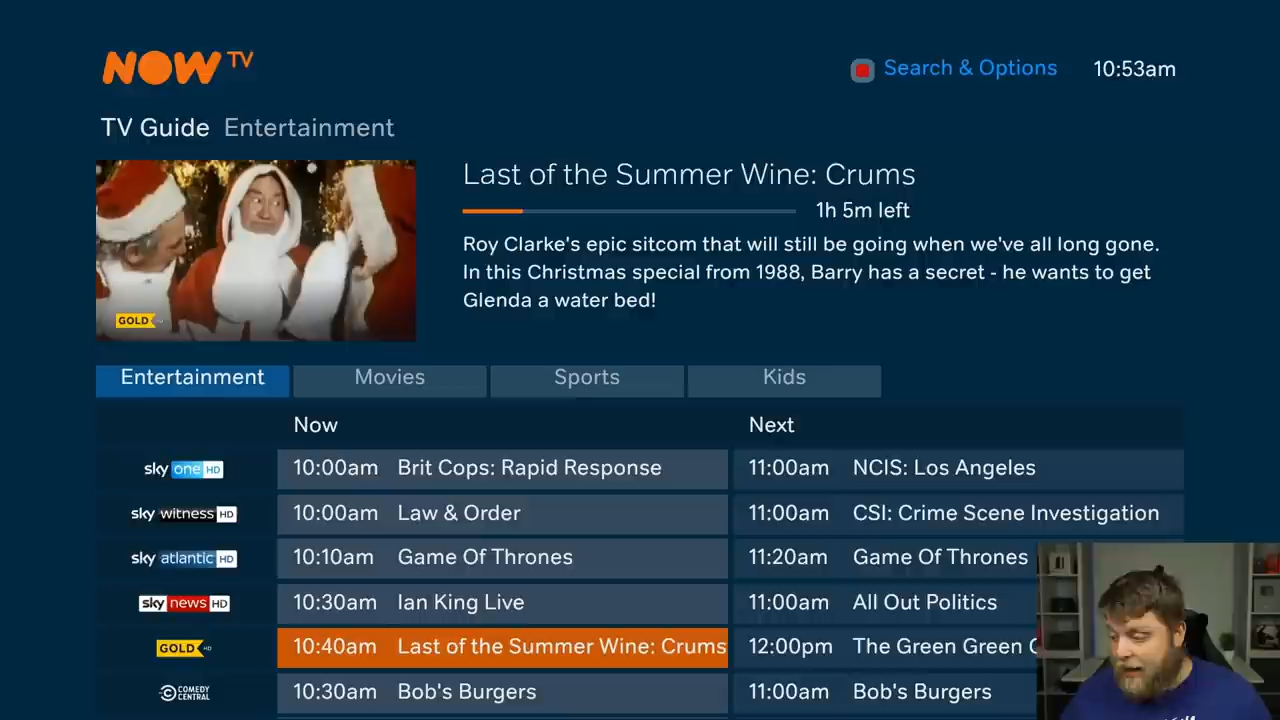 NOW TV
Search & Options
10:53am
TV Guide Entertainment
Last of the Summer Wine: Crums
1h 5m left
Roy Clarke's epic sitcom that will still be going when we've all long gone.
In this Christmas special from 1988, Barry has a secret - he wants to get
Glenda a water bed!
GOLD
Entertainment Movies Sports Kids
Now Next
sky one HD 10:00am Brit Cops: Rapid Response 11:00am NCIS: Los Angeles
sky witness HD 10:00am Law & Order 11:00am CSI: Crime Scene Investigation
sky atlantic HD 10:10am Game Of Thrones 11:20am Game Of Thrones
sky news HD 10:30am Ian King Live 11:00am All Out Politics
GOLD HD 10:40am Last of the Summer Wine: Crums 12:00pm The Green Green
COMEDY CENTRAL 10:30am Bob's Burgers 11:00am Bob's Burgers